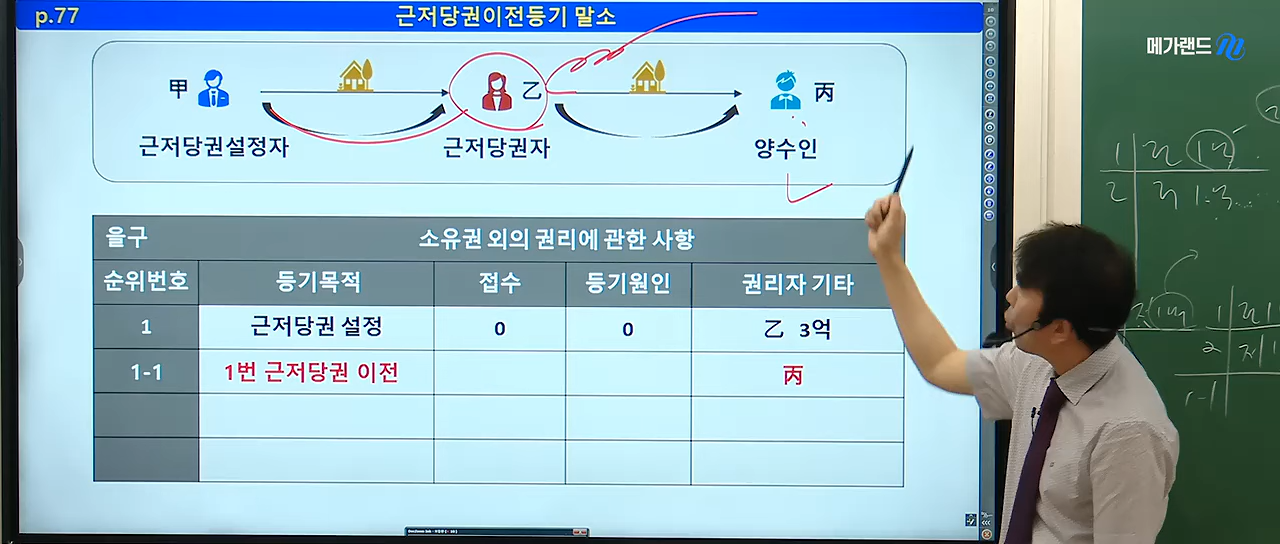 p.77
근저당권이전등기 말소
메가랜드
甲
乙
丙
근저당권설정자
근저당권자
양수인
을구
소유권 외의 권리에 관한 사항
순위번호 등기목적 접수 등기원인 권리자 기타
1 근저당권 설정 0 0 乙 3억
1-1 1번 근저당권 이전 丙